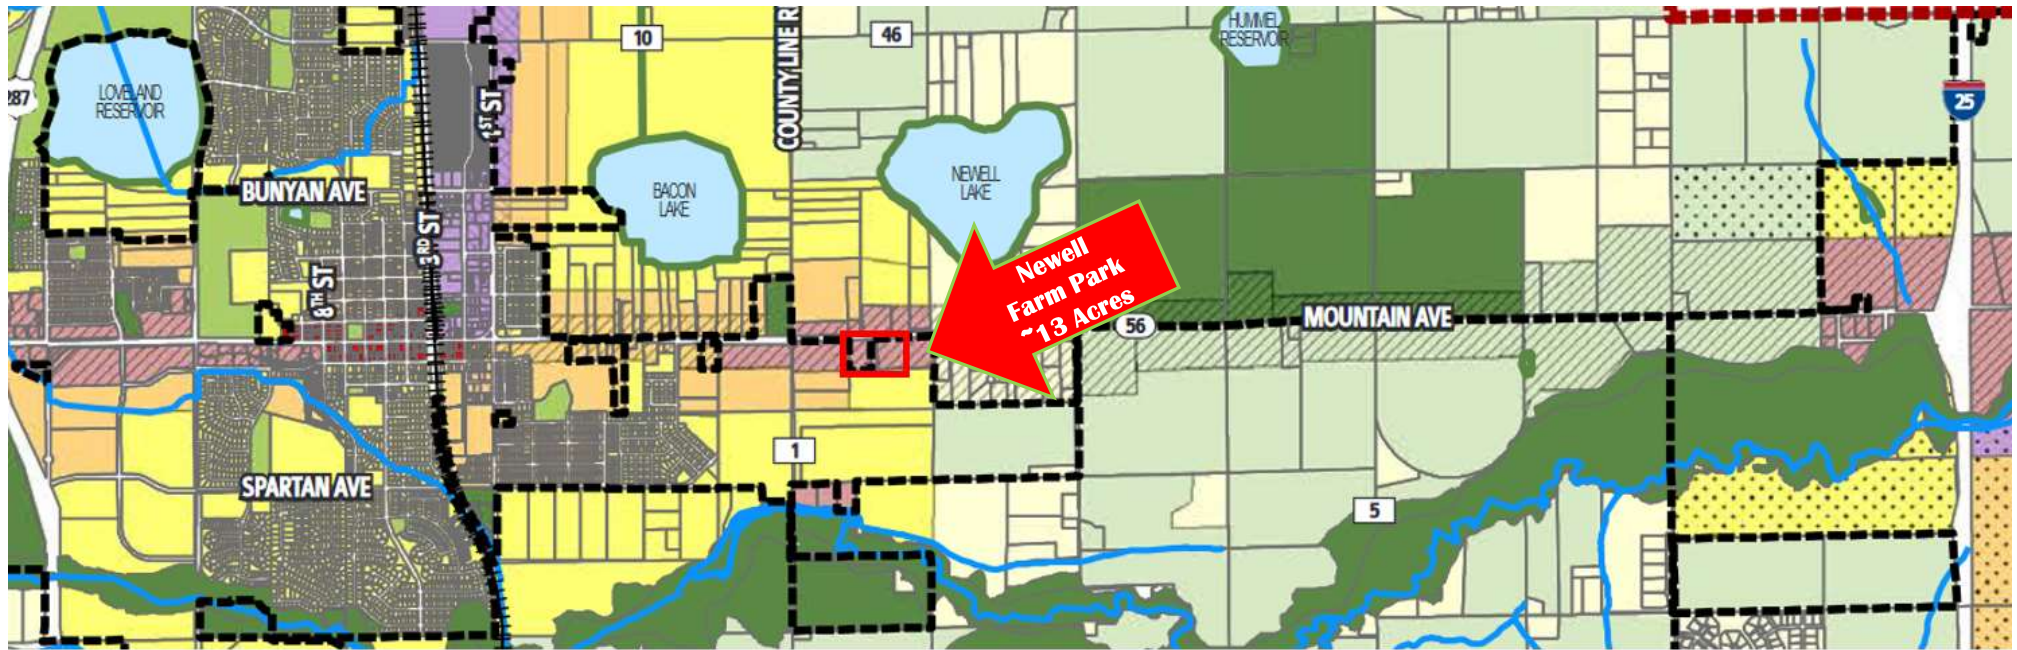 HUMMEL
RESERVOIR
10
46
COUNTY LINE R
287
LOVELAND
RESERVOIR
25
1ST ST
BUNYAN AVE
BACON
LAKE
NEWELL
LAKE
3RD ST
8TH ST
Newell
Farm Park
~13 Acres
56
MOUNTAIN AVE
1
SPARTAN AVE
5